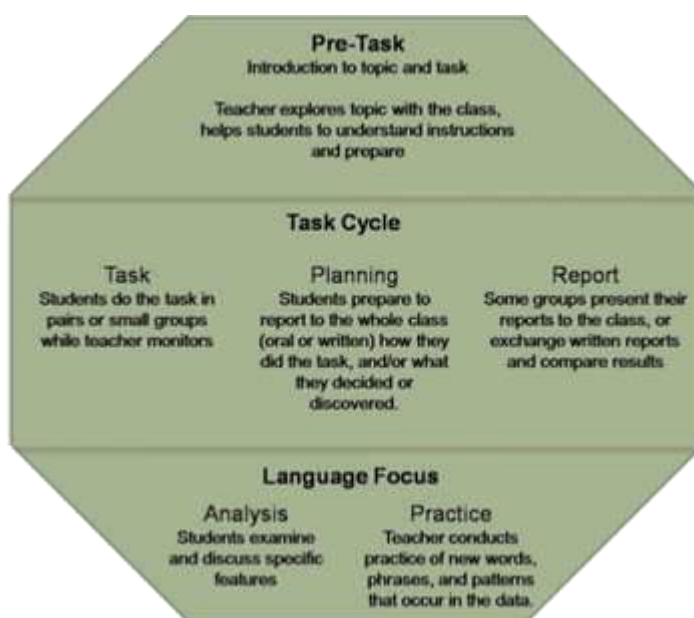 Pre-Task
Introduction to topic and task
Teacher explores topic with the class,
helps students to understand instructions
and prepare
Task Cycle
Task
Students do the task in
pairs or small groups
while teacher monitors
Planning
Students prepare to
report to the whole class
(oral or written) how they
did the task, and/or what
they decided or
discovered.
Report
Some groups present their
reports to the class, or
exchange written reports
and compare results
Language Focus
Analysis
Students examine
and discuss specific
features
Practice
Teacher conducts
practice of new words,
phrases, and patterns
that occur in the data.